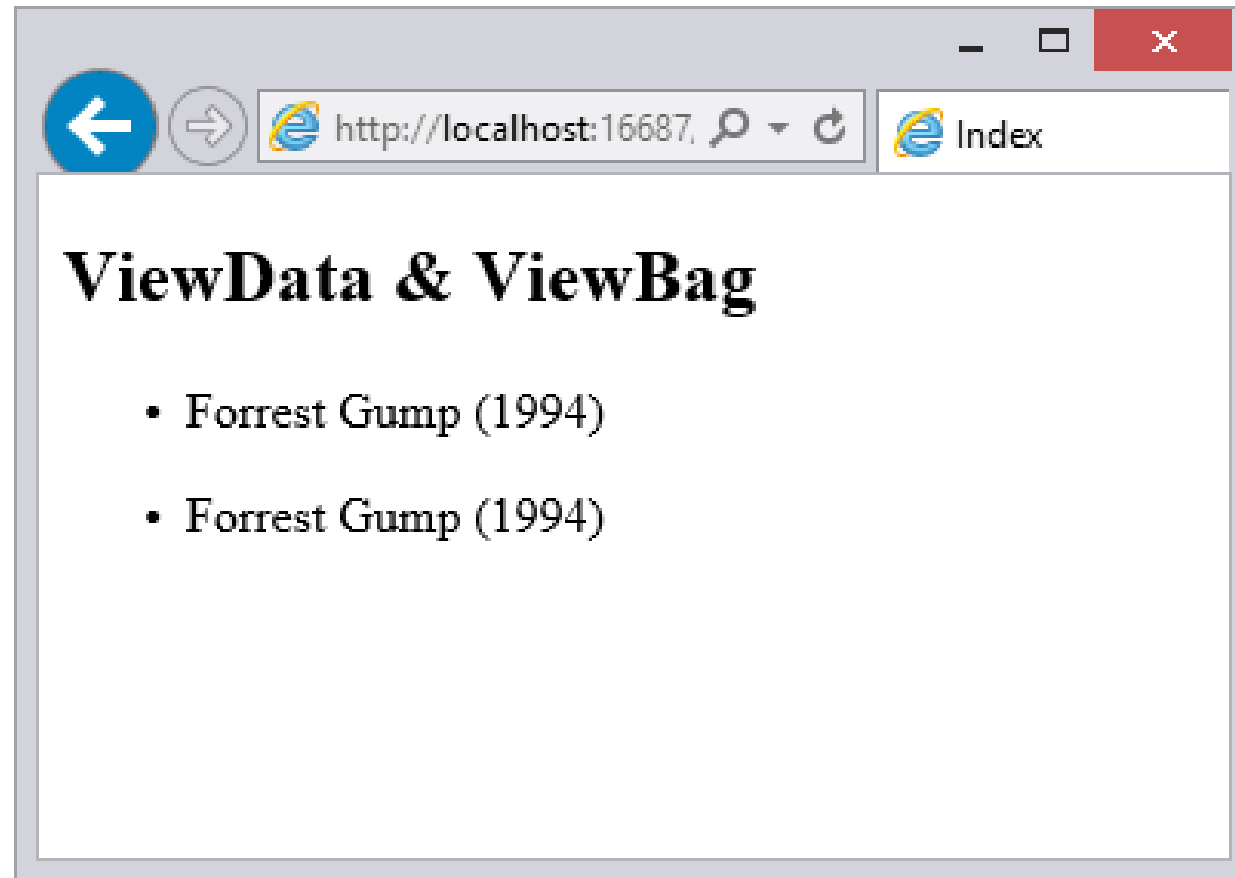 http://localhost:16687,
Index
ViewData & ViewBag
• Forrest Gump (1994)
• Forrest Gump (1994)